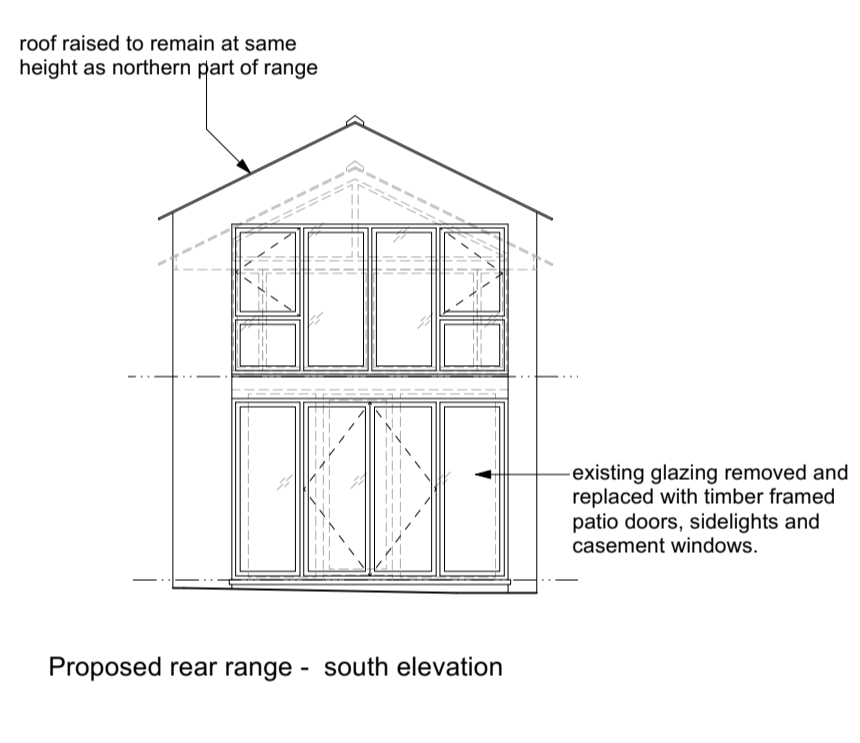 roof raised to remain at same
height as northern part of range
existing glazing removed and
replaced with timber framed
patio doors, sidelights and
casement windows.
Proposed rear range - south elevation